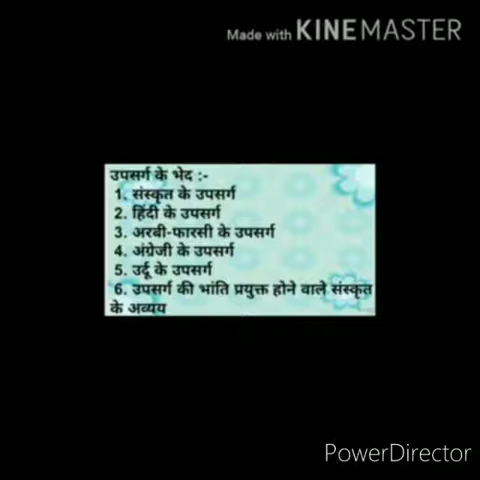 Made with KINEMASTER
उपसर्ग के भेद :-
1. संस्कृत के उपसर्ग
2. हिंदी के उपसर्ग
3. अरबी-फारसी के उपसर्ग
4. अंग्रेजी के उपसर्ग
5. उर्दू के उपसर्ग
6. उपसर्ग की भांति प्रयुक्त होने वाले संस्कृत
के अव्यय
PowerDirector